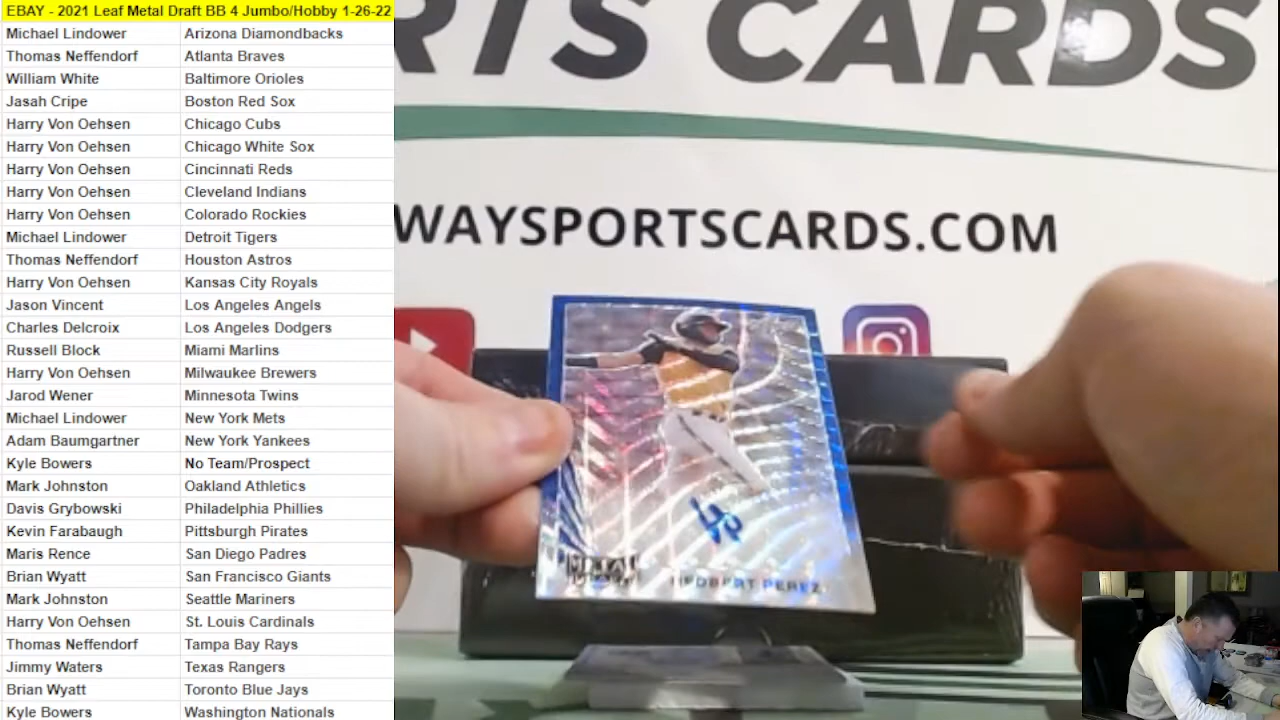 EBAY - 2021 Leaf Metal Draft BB 4 Jumbo/Hobby 1-26-22
Michael Lindower Arizona Diamondbacks
Thomas Neffendorf Atlanta Braves
William White Baltimore Orioles
Jasah Cripe Boston Red Sox
Harry Von Oehsen Chicago Cubs
Harry Von Oehsen Chicago White Sox
Harry Von Oehsen Cincinnati Reds
Harry Von Oehsen Cleveland Indians
Harry Von Oehsen Colorado Rockies
Michael Lindower Detroit Tigers
Thomas Neffendorf Houston Astros
Harry Von Oehsen Kansas City Royals
Jason Vincent Los Angeles Angels
Charles Delcroix Los Angeles Dodgers
Russell Block Miami Marlins
Harry Von Oehsen Milwaukee Brewers
Jarod Wener Minnesota Twins
Michael Lindower New York Mets
Adam Baumgartner New York Yankees
Kyle Bowers No Team/Prospect
Mark Johnston Oakland Athletics
Davis Grybowski Philadelphia Phillies
Kevin Farabaugh Pittsburgh Pirates
Maris Rence San Diego Padres
Brian Wyatt San Francisco Giants
Mark Johnston Seattle Mariners
Harry Von Oehsen St. Louis Cardinals
Thomas Neffendorf Tampa Bay Rays
Jimmy Waters Texas Rangers
Brian Wyatt Toronto Blue Jays
Kyle Bowers Washington Nationals
RTS CARDS
WAYSPORTSCARDS.COM
METAL
HEDBERT PEREZ